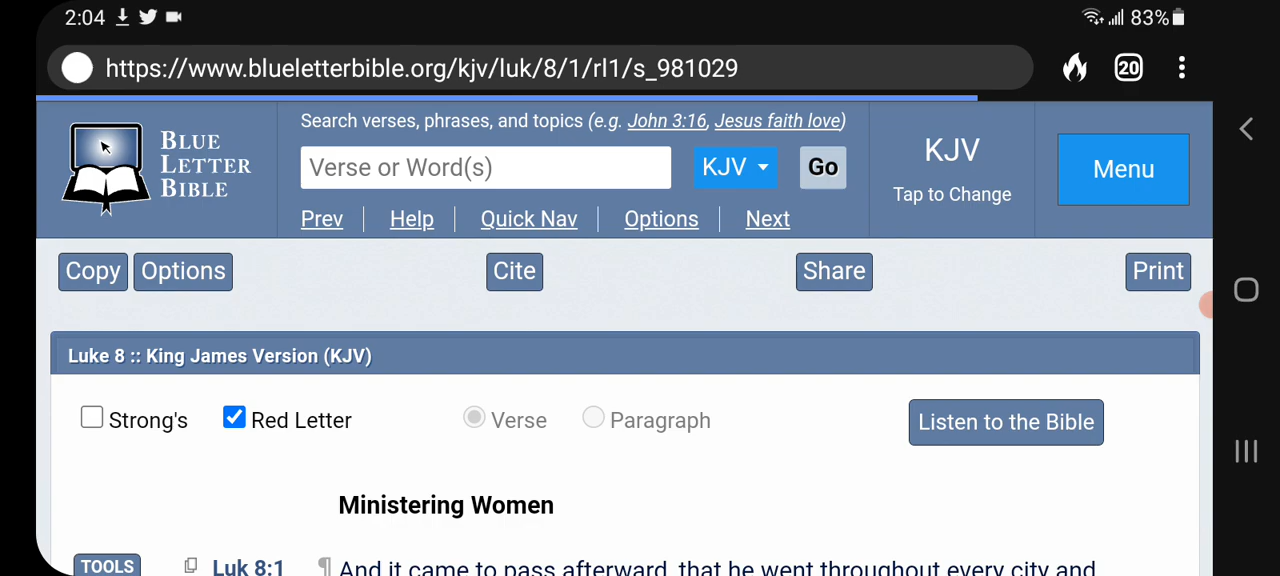 2:04 83%
https://www.blueletterbible.org/kjv/luk/8/1/rl1/s_981029 20
BLUE
LETTER
BIBLE
Search verses, phrases, and topics (e.g. John 3:16, Jesus faith love)
Verse or Word(s) KJV Go
Prev Help Quick Nav Options Next
KJV
Tap to Change
Menu
Copy Options Cite Share Print
Luke 8 :: King James Version (KJV)
Strong's Red Letter Verse Paragraph Listen to the Bible
Ministering Women
TOOLS Luk 8:1 ¶ And it came to pass afterward, that he went throughout every city and